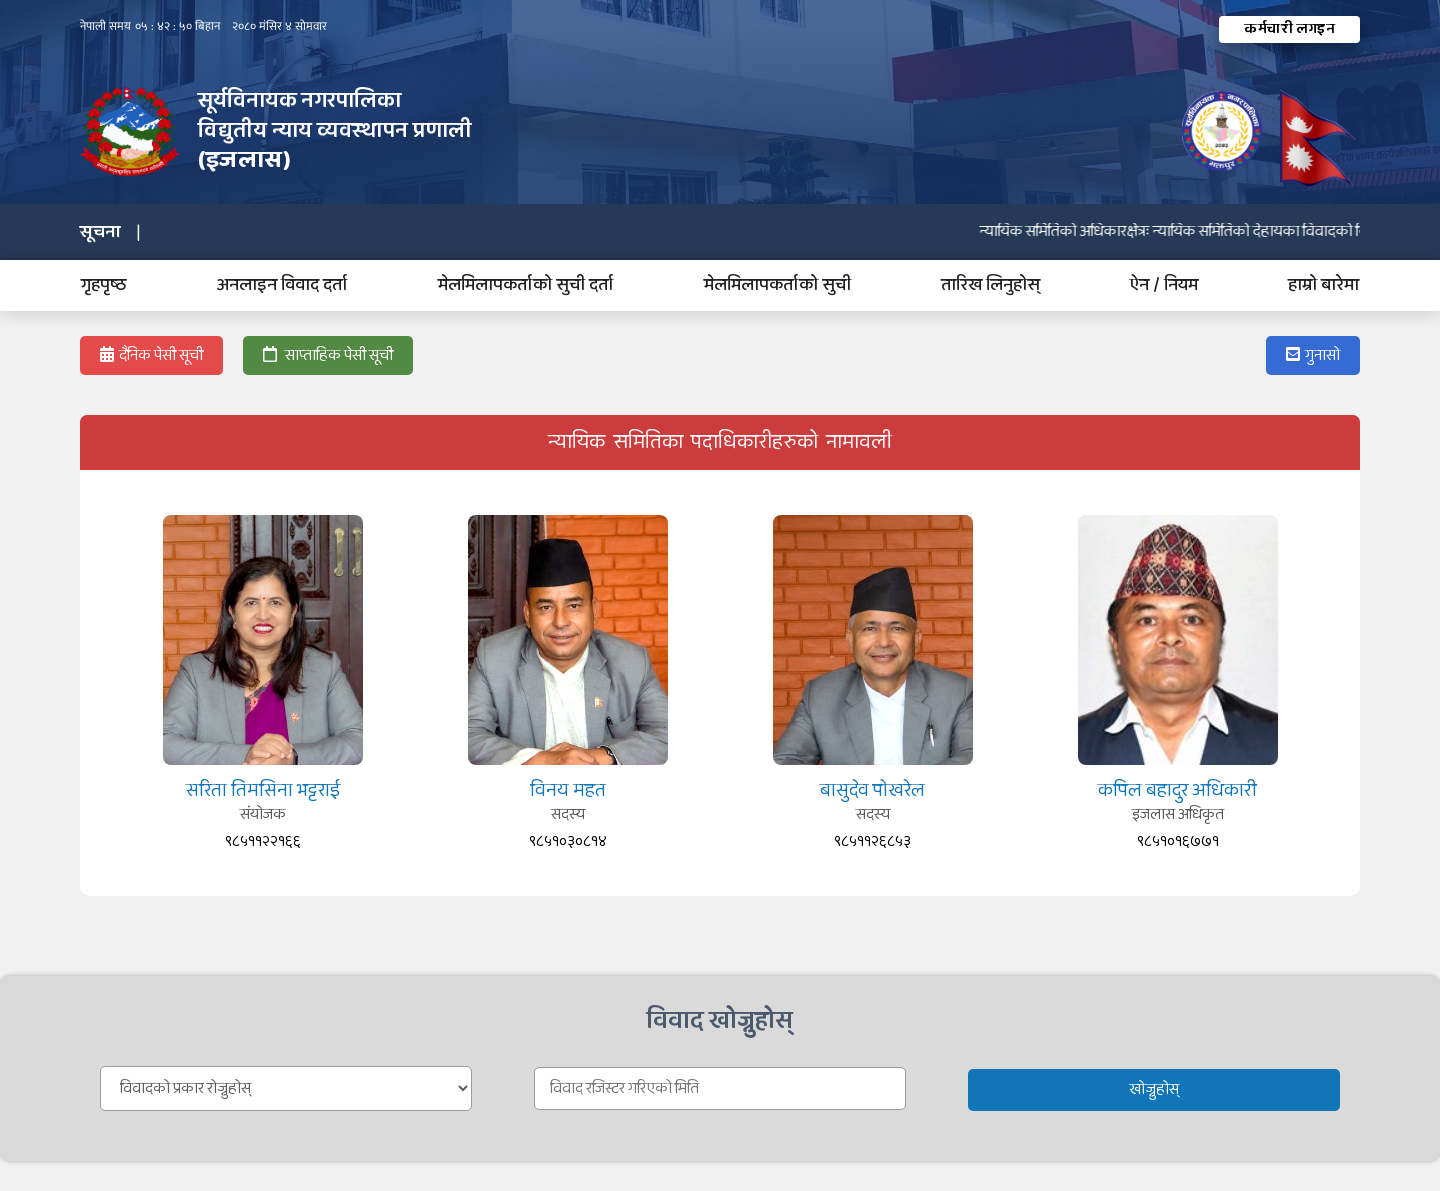 नेपाली समय ०५ : ४२ : ५० बिहान २०८० मंसिर ४ सोमवार
कर्मचारी लगइन
सूर्यविनायक नगरपालिका
विद्युतीय न्याय व्यवस्थापन प्रणाली
(इजलास)
सूचना |
न्यायिक समितिको अधिकारक्षेत्रः न्यायिक समितिको देहायका विवादको
गृहपृष्ठ अनलाइन विवाद दर्ता मेलमिलापकर्ताको सुची दर्ता मेलमिलापकर्ताको सुची तारिख लिनुहोस् ऐन / नियम हाम्रो बारेमा
दैनिक पेसी सूची साप्ताहिक पेसी सूची गुनासो
न्यायिक समितिका पदाधिकारीहरुको नामावली
सरिता तिमसिना भट्टराई विनय महत बासुदेव पोखरेल कपिल बहादुर अधिकारी
संयोजक सदस्य सदस्य इजलास अधिकृत
९८५११२२१६६ ९८५१०३०८१४ ९८५११२६८५३ ९८५१०१६७७१
विवाद खोज्नुहोस्
विवादको प्रकार रोज्नुहोस् विवाद रजिस्टर गरिएको मिति खोज्नुहोस्